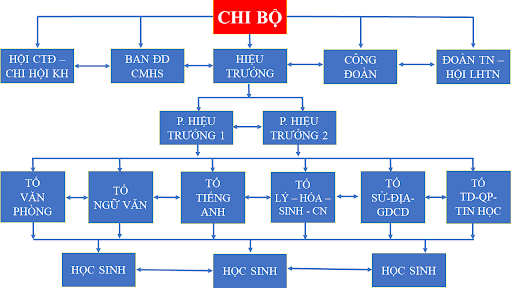 CHI BỘ
HỘI CTĐ –
CHI HỘI KH
BAN ĐD
CMHS
HIỆU
TRƯỞNG
CÔNG
ĐOÀN
ĐOÀN TN –
HỘI LHTN
P. HIỆU
TRƯỞNG 1
P. HIỆU
TRƯỞNG 2
TỔ
VĂN
PHÒNG
TỔ
NGỮ VĂN
TỔ
TIẾNG
ANH
TỔ
LÝ – HÓA –
SINH - CN
TỔ
SỬ-ĐỊA-
GDCD
TỔ
TD-QP-
TIN HỌC
HỌC SINH
HỌC SINH
HỌC SINH